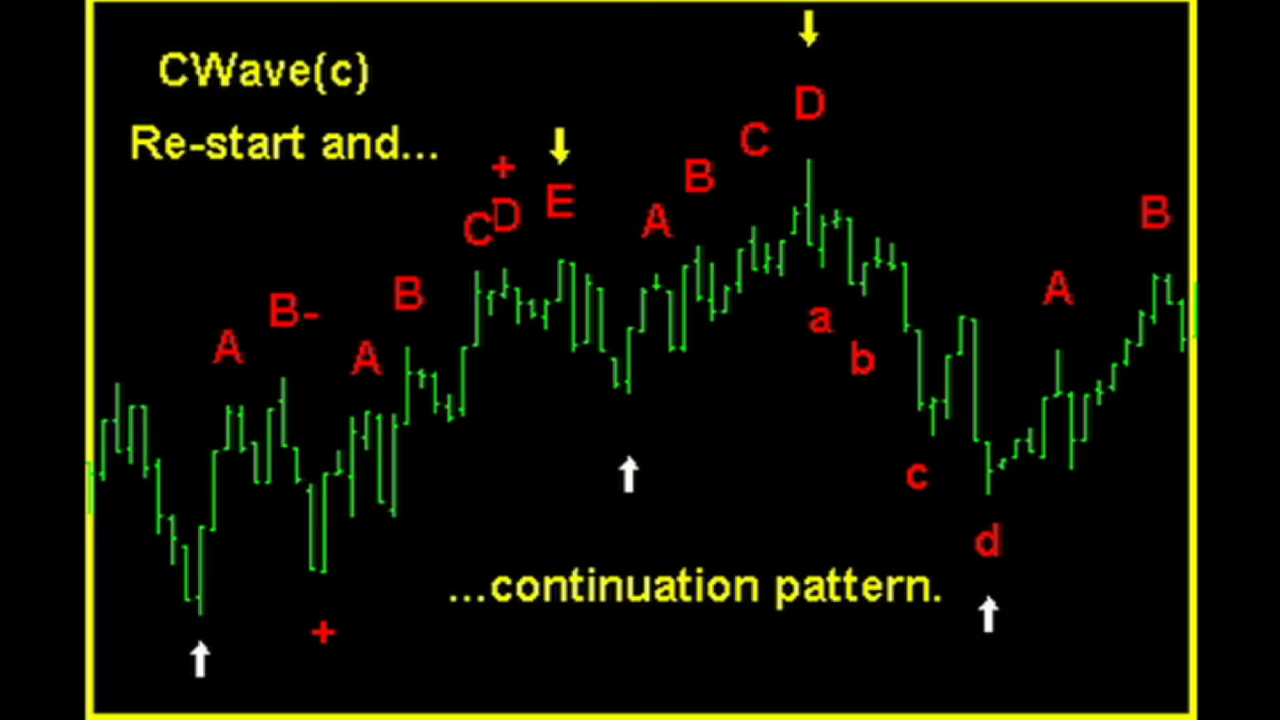 CWave(c)
Re-start and...
A
B-
A
B
C
D
+
E
A
B
C
D
a
b
c
d
A
B
+
...continuation pattern.